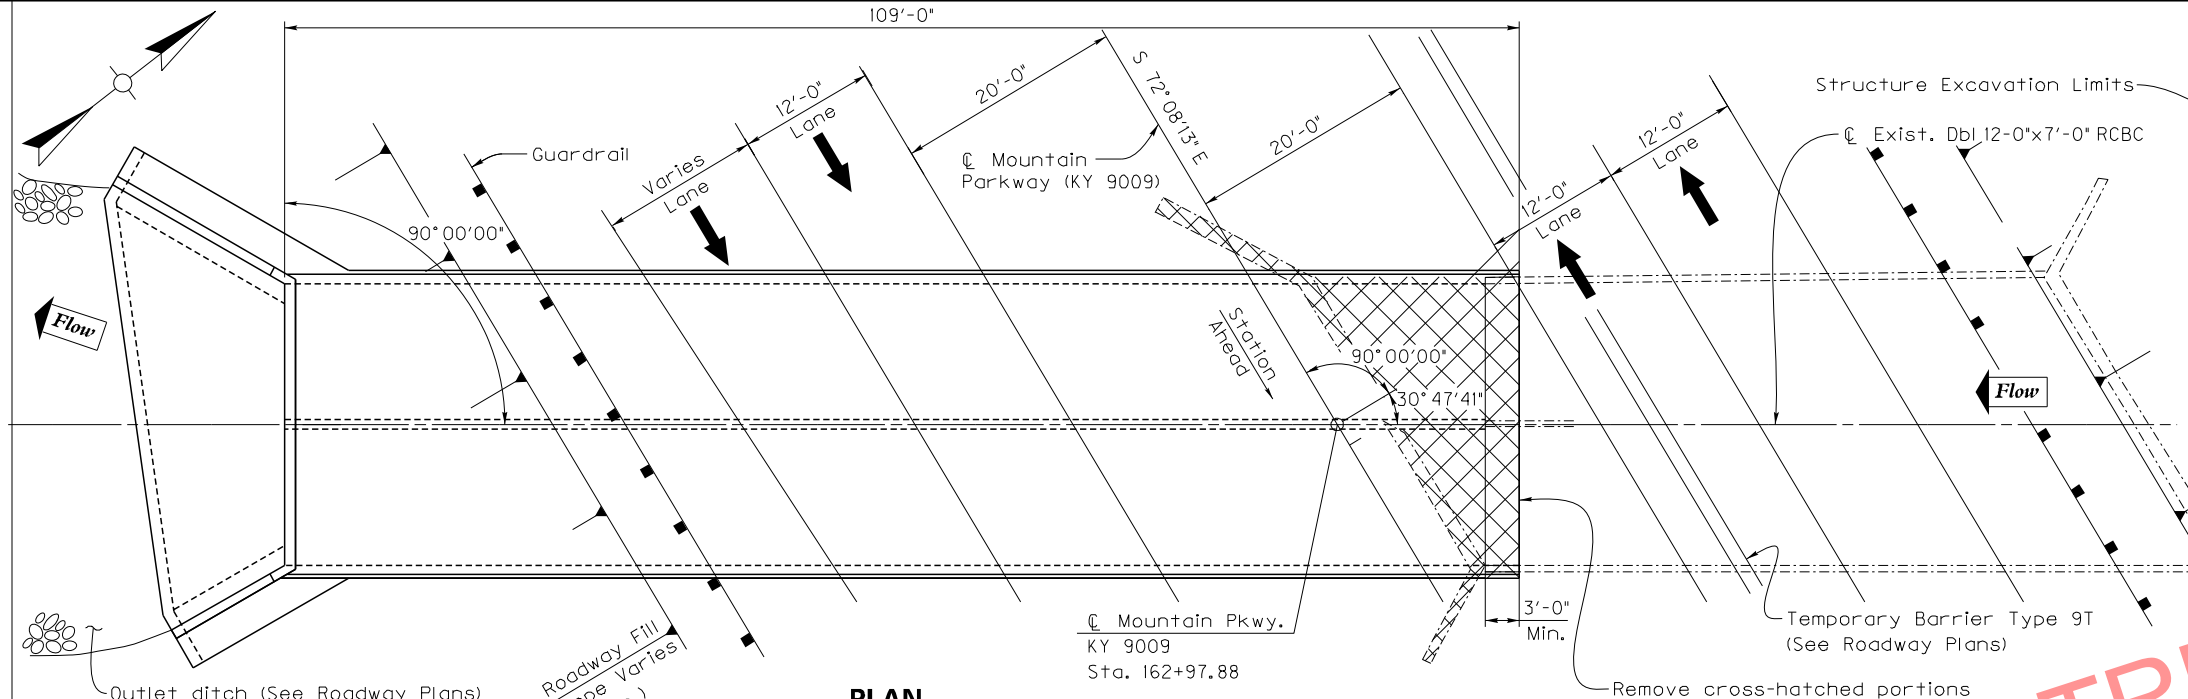 109'-0"
20'-0"
12'-0"
Lane
S 72°08'13" E
Structure Excavation Limits
12'-0"
Lane
℄ Exist. Dbl 12-0"x7'-0" RCBC
20'-0"
Guardrail
Varies
Lane
℄ Mountain
Parkway (KY 9009)
12'-0"
Lane
90°00'00"
Flow
Station
Ahead
90°00'00"
30°47'41"
Flow
3'-0"
Min.
℄ Mountain Pkwy.
KY 9009
Sta. 162+97.88
Temporary Barrier Type 9T
(See Roadway Plans)
Roadway Fill
Varies
Outlet ditch (See Roadway Plans)
PLAN
Remove cross-hatched portions